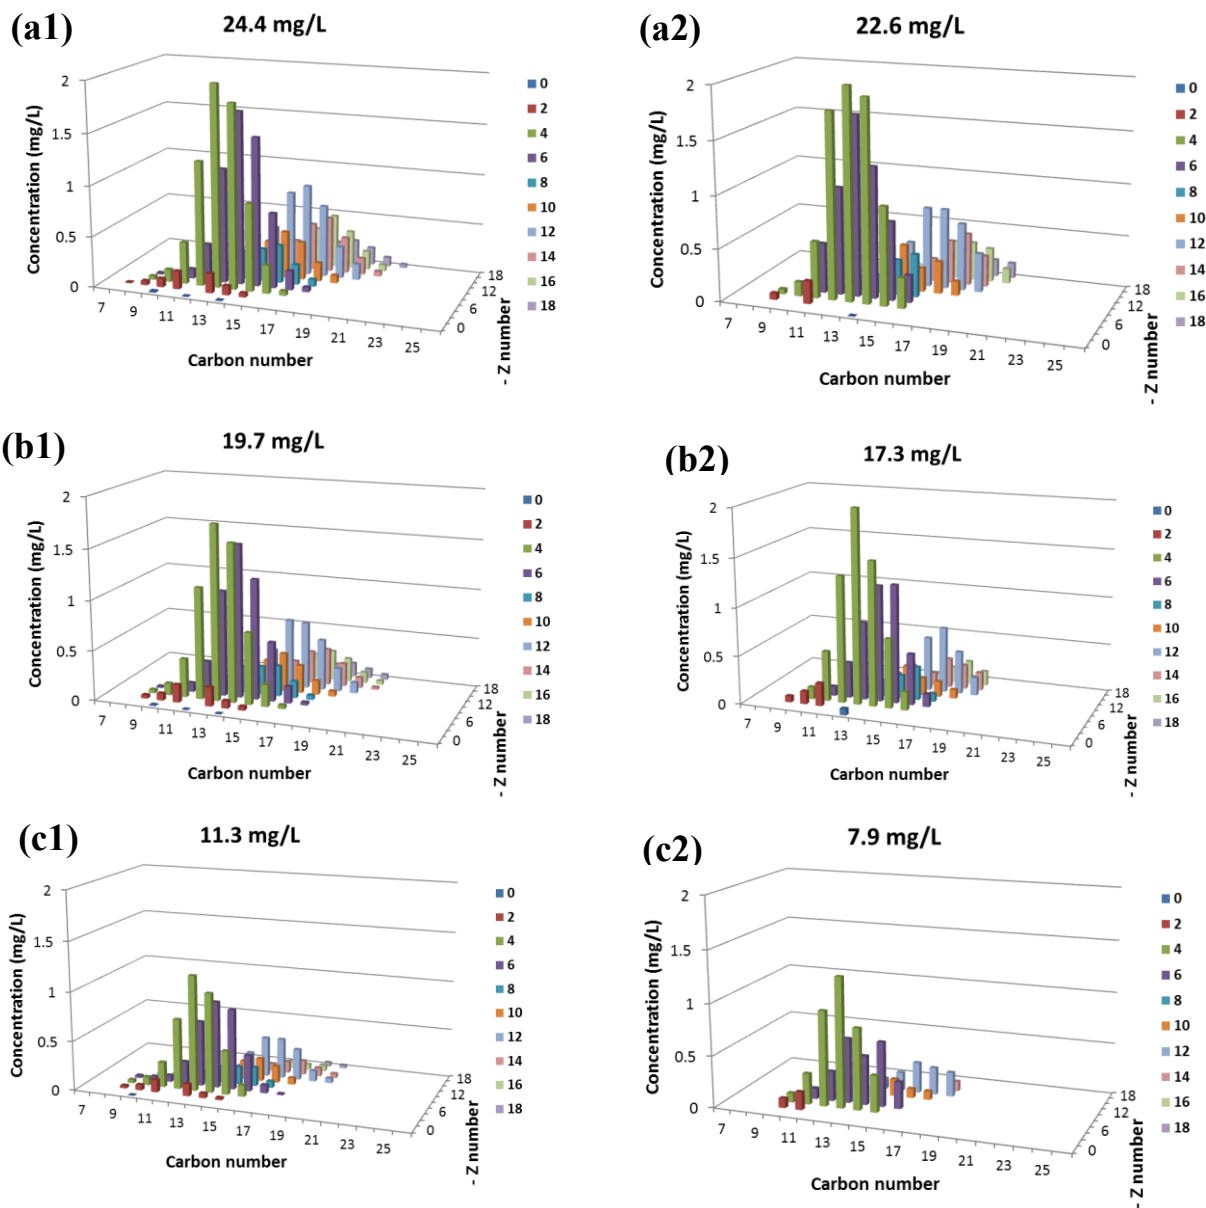 (a1)
24.4 mg/L
Concentration (mg/L)
2
1.5
1
0.5
0
7 9 11 13 15 17 19 21 23 25
Carbon number
0 6 12 18
- Z number
0
2
4
6
8
10
12
14
16
18
(a2)
22.6 mg/L
Concentration (mg/L)
2
1.5
1
0.5
0
7 9 11 13 15 17 19 21 23 25
Carbon number
0 6 12 18
- Z number
0
2
4
6
8
10
12
14
16
18
(b1)
19.7 mg/L
Concentration (mg/L)
2
1.5
1
0.5
0
7 9 11 13 15 17 19 21 23 25
Carbon number
0 6 12 18
- Z number
0
2
4
6
8
10
12
14
16
18
(b2)
17.3 mg/L
Concentration (mg/L)
2
1.5
1
0.5
0
7 9 11 13 15 17 19 21 23 25
Carbon number
0 6 12 18
- Z number
0
2
4
6
8
10
12
14
16
18
(c1)
11.3 mg/L
Concentration (mg/L)
2
1.5
1
0.5
0
7 9 11 13 15 17 19 21 23 25
Carbon number
0 6 12 18
- Z number
0
2
4
6
8
10
12
14
16
18
(c2)
7.9 mg/L
Concentration (mg/L)
2
1.5
1
0.5
0
7 9 11 13 15 17 19 21 23 25
Carbon number
0 6 12 18
- Z number
0
2
4
6
8
10
12
14
16
18